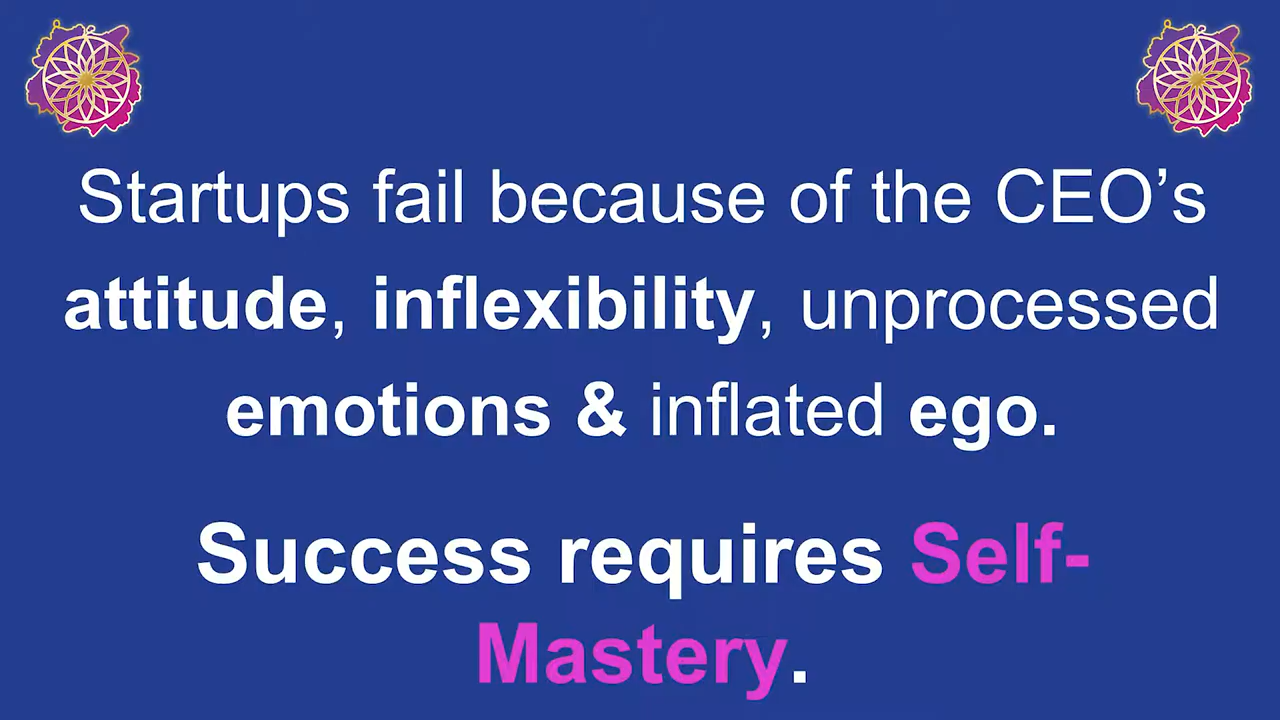 Startups fail because of the CEO’s
attitude, inflexibility, unprocessed
emotions & inflated ego.
Success requires Self-
Mastery.